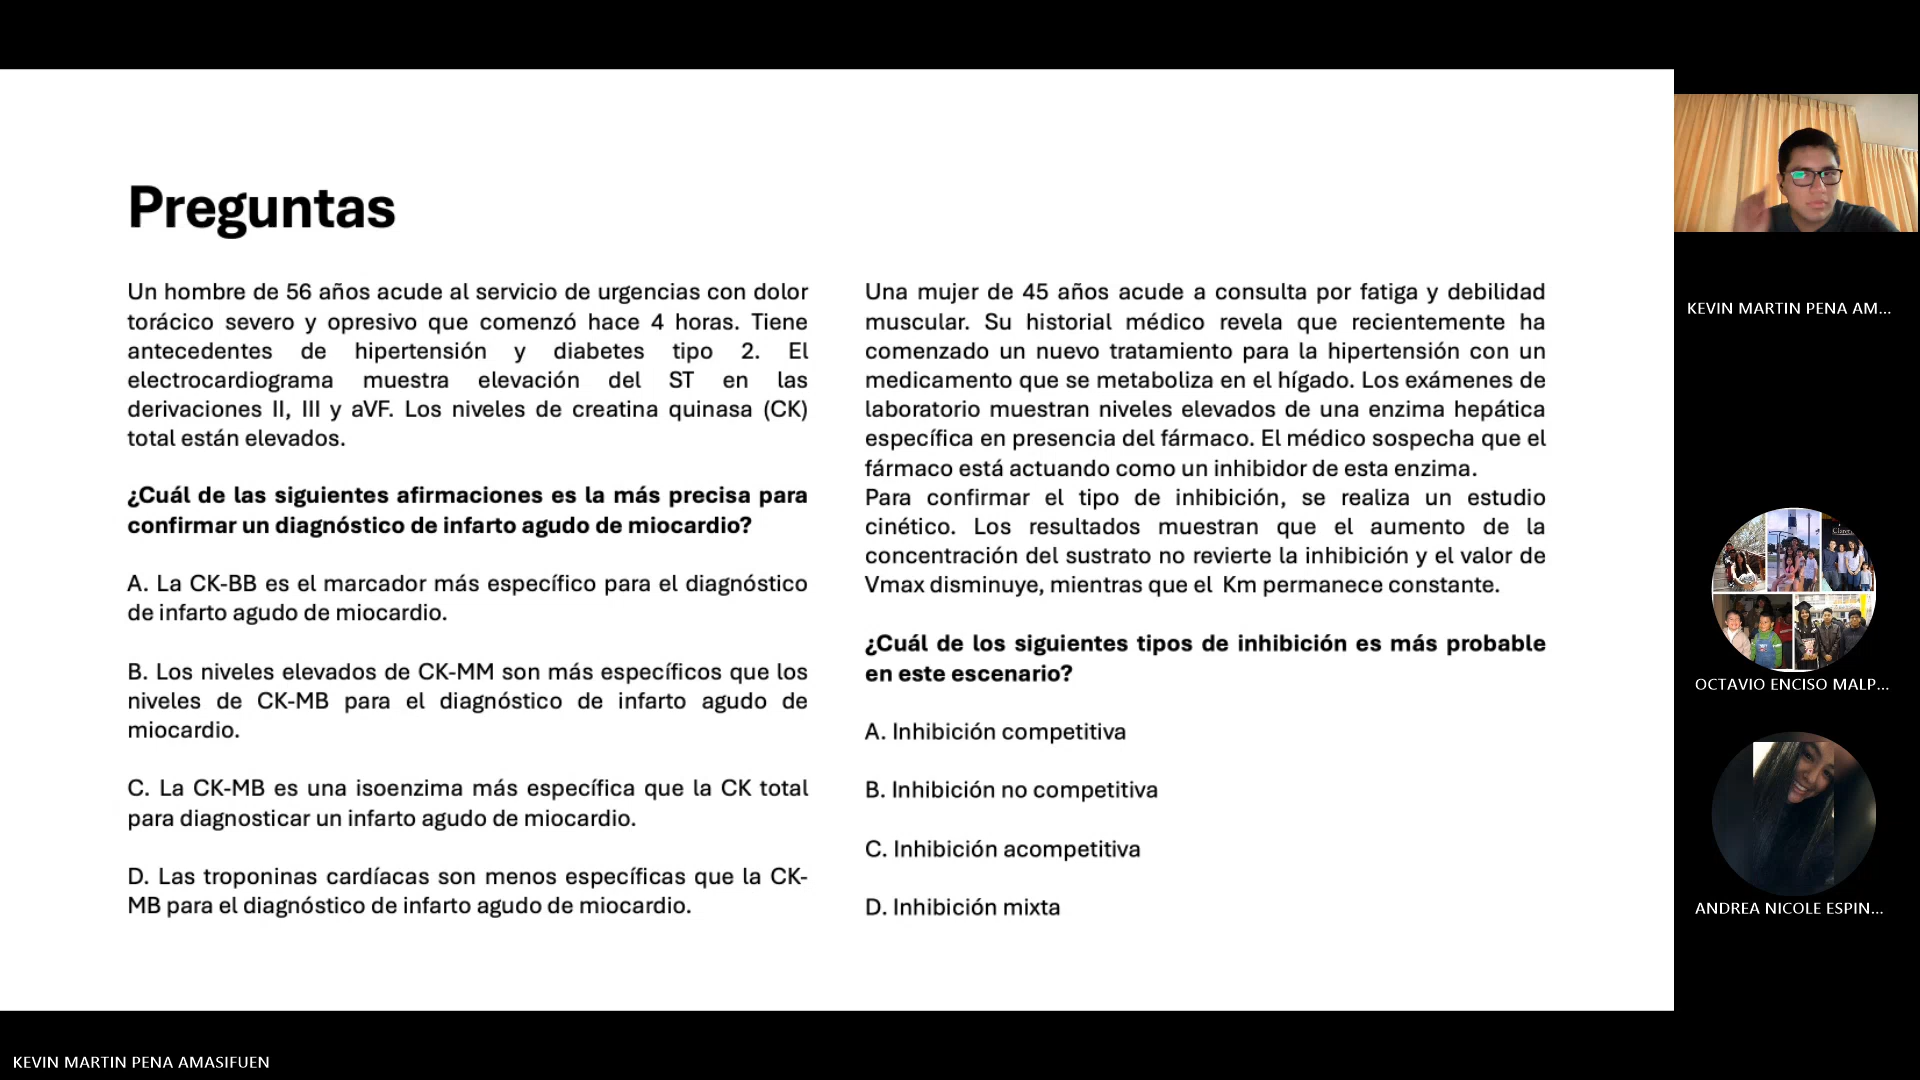 Preguntas
Un hombre de 56 años acude al servicio de urgencias con dolor
torácico severo y opresivo que comenzó hace 4 horas. Tiene
antecedentes de hipertensión y diabetes tipo 2. El
electrocardiograma muestra elevación del ST en las
derivaciones II, III y aVF. Los niveles de creatina quinasa (CK)
total están elevados.
¿Cuál de las siguientes afirmaciones es la más precisa para
confirmar un diagnóstico de infarto agudo de miocardio?
A. La CK-BB es el marcador más específico para el diagnóstico
de infarto agudo de miocardio.
B. Los niveles elevados de CK-MM son más específicos que los
niveles de CK-MB para el diagnóstico de infarto agudo de
miocardio.
C. La CK-MB es una isoenzima más específica que la CK total
para diagnosticar un infarto agudo de miocardio.
D. Las troponinas cardíacas son menos específicas que la CK-
MB para el diagnóstico de infarto agudo de miocardio.
Una mujer de 45 años acude a consulta por fatiga y debilidad
muscular. Su historial médico revela que recientemente ha
comenzado un nuevo tratamiento para la hipertensión con un
medicamento que se metaboliza en el hígado. Los exámenes de
laboratorio muestran niveles elevados de una enzima hepática
específica en presencia del fármaco. El médico sospecha que el
fármaco está actuando como un inhibidor de esta enzima.
Para confirmar el tipo de inhibición, se realiza un estudio
cinético. Los resultados muestran que el aumento de la
concentración del sustrato no revierte la inhibición y el valor de
Vmax disminuye, mientras que el Km permanece constante.
¿Cuál de los siguientes tipos de inhibición es más probable
en este escenario?
A. Inhibición competitiva
B. Inhibición no competitiva
C. Inhibición acompetitiva
D. Inhibición mixta
KEVIN MARTIN PENA AM...
OCTAVIO ENCISO MALP...
ANDREA NICOLE ESPIN...
KEVIN MARTIN PENA AMASIFUEN